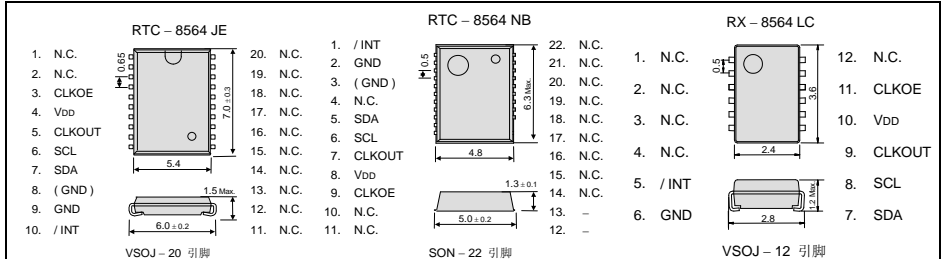 RTC – 8564 JE
1. N.C.
2. N.C.
3. CLKOE
4. VDD
5. CLKOUT
6. SCL
7. SDA
8. ( GND )
9. GND
10. / INT
0.65
7.0 ± 0.3
5.4
1.5 Max.
6.0 ± 0.2
20. N.C.
19. N.C.
18. N.C.
17. N.C.
16. N.C.
15. N.C.
14. N.C.
13. N.C.
12. N.C.
11. N.C.
VSOJ – 20 引脚
RTC – 8564 NB
1. / INT
2. GND
3. ( GND )
4. N.C.
5. SDA
6. SCL
7. CLKOUT
8. VDD
9. CLKOE
10. N.C.
11. N.C.
0.5
6.3 Max.
4.8
1.3 ± 0.1
5.0 ± 0.2
22. N.C.
21. N.C.
20. N.C.
19. N.C.
18. N.C.
17. N.C.
16. N.C.
15. N.C.
14. N.C.
13. –
12. –
SON – 22 引脚
RX – 8564 LC
1. N.C.
2. N.C.
3. N.C.
4. N.C.
5. / INT
6. GND
0.5
3.6
2.4
1.2 Max.
2.8
12. N.C.
11. CLKOE
10. VDD
9. CLKOUT
8. SCL
7. SDA
VSOJ – 12 引脚